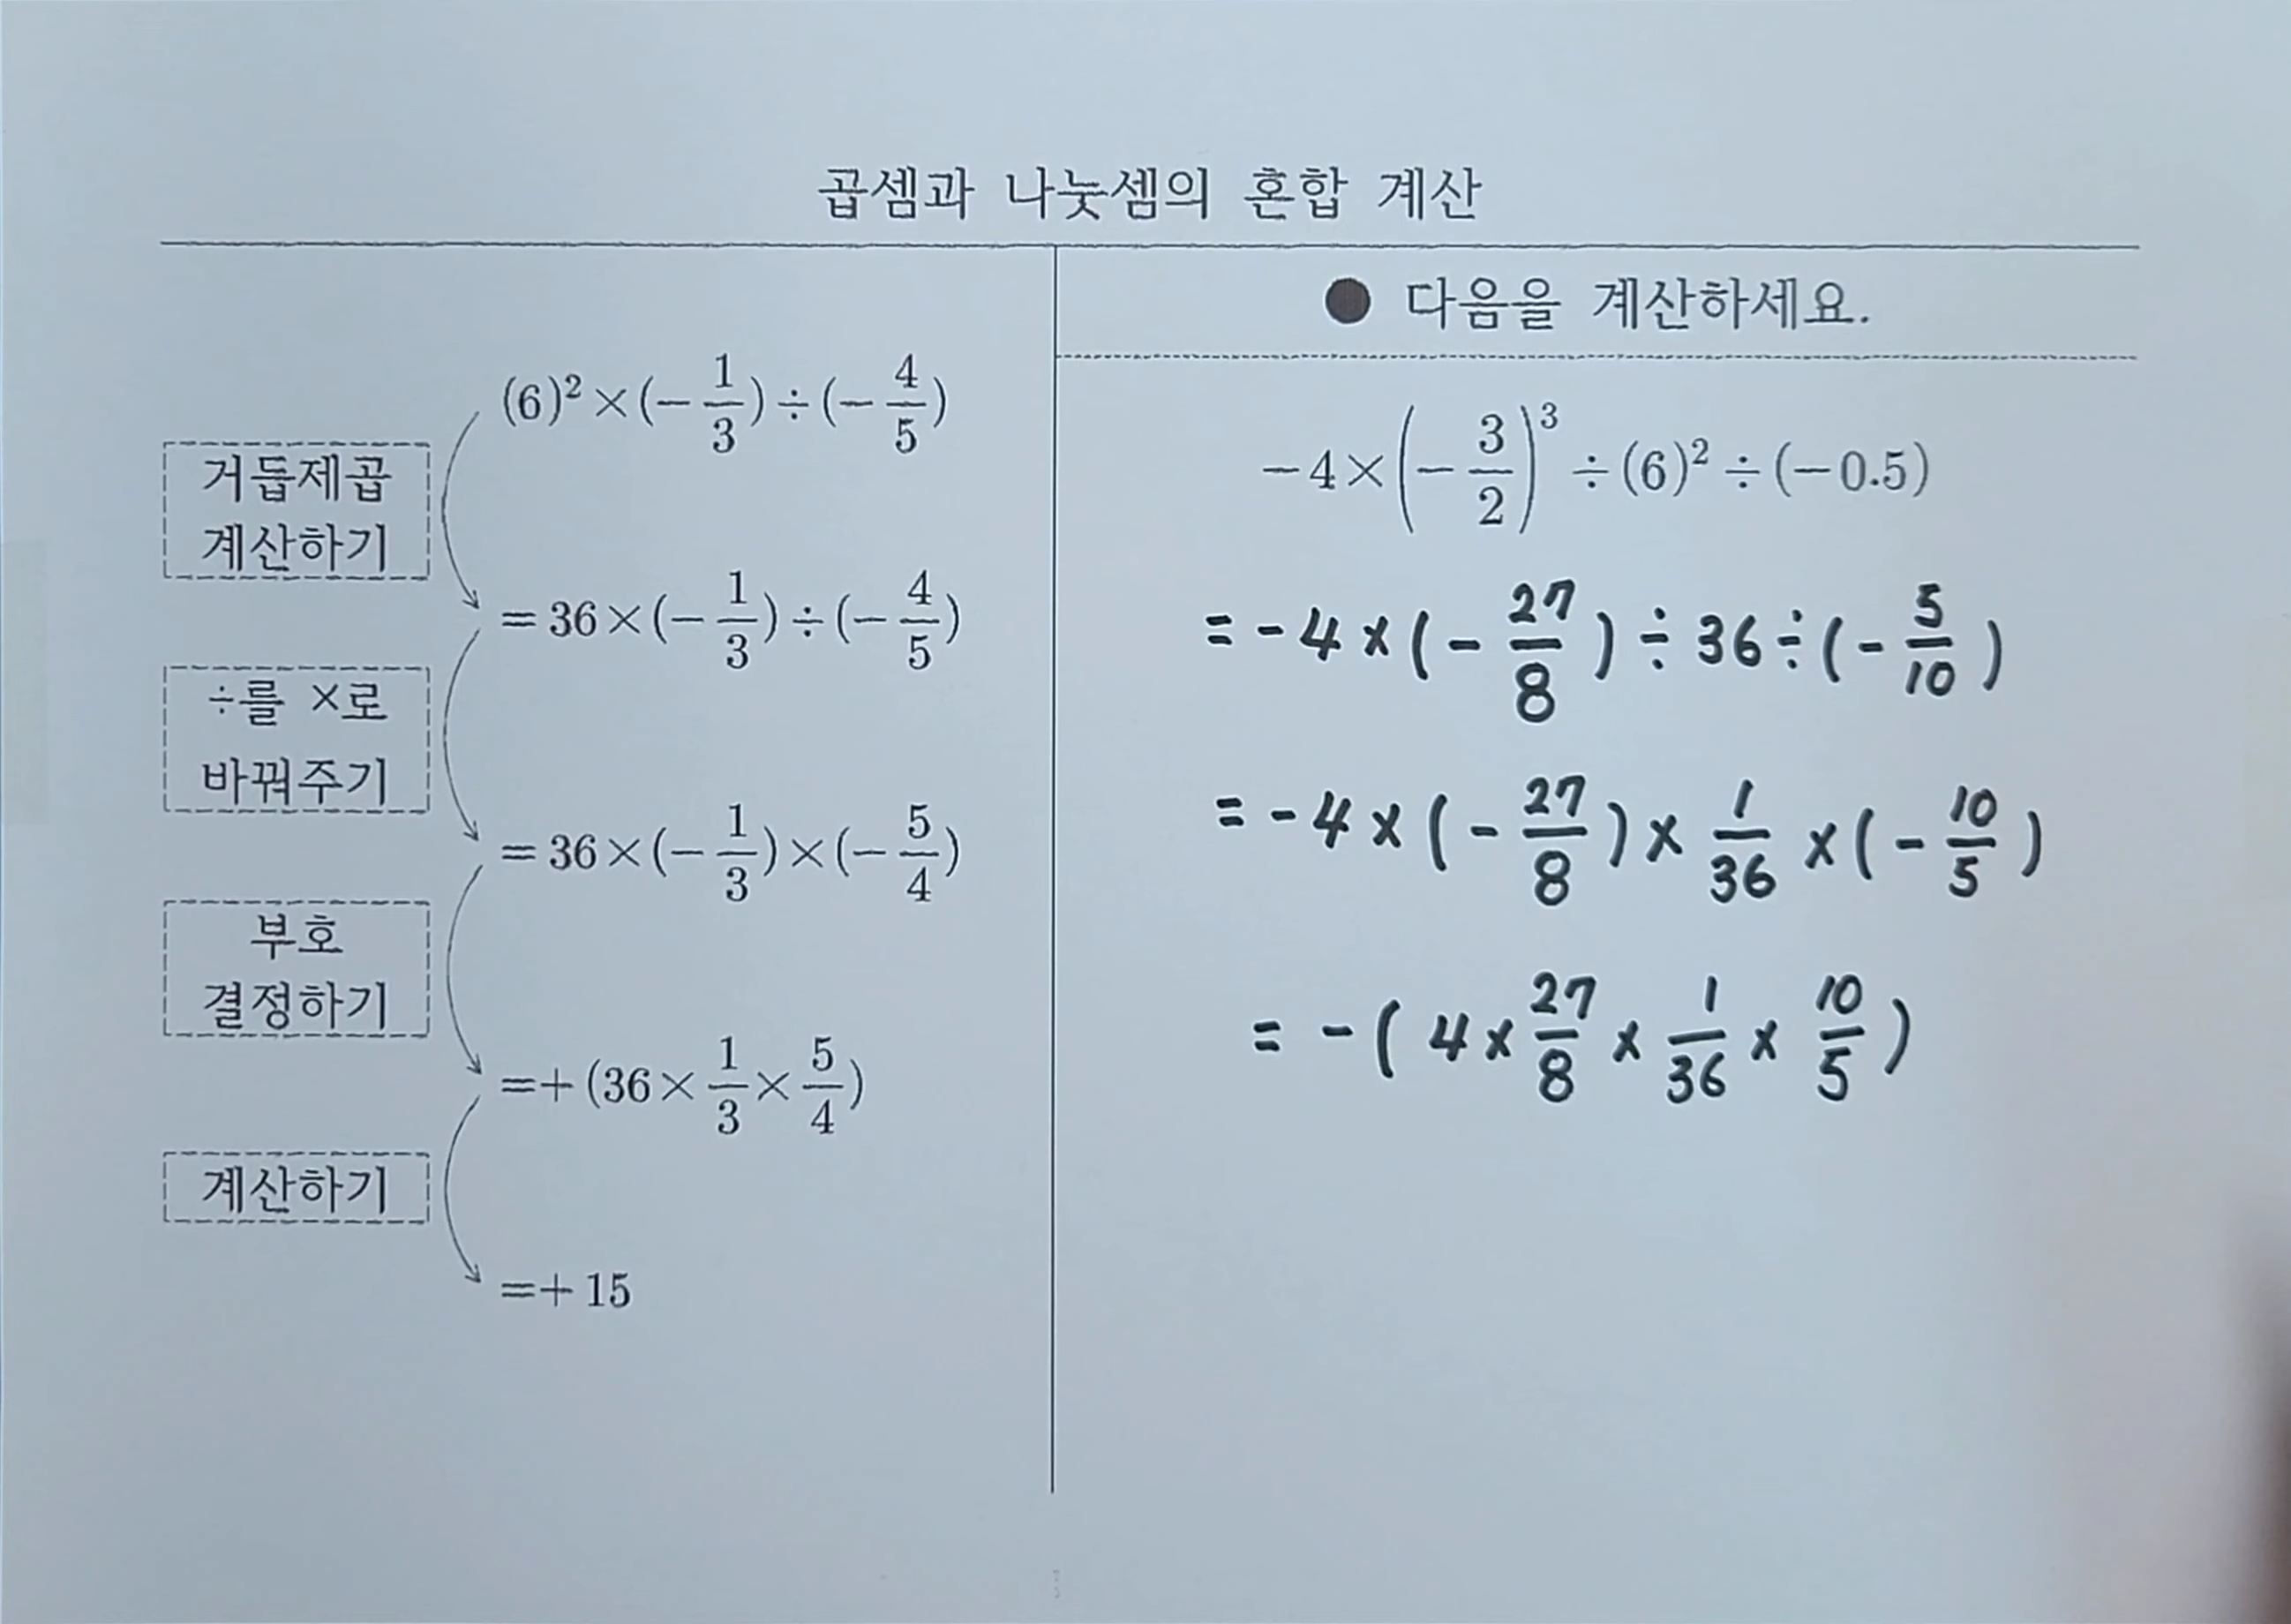 곱셈과 나눗셈의 혼합 계산
(6)² × (−1/3) ÷ (−4/5)
거듭제곱
계산하기
= 36 × (−1/3) ÷ (−4/5)
÷를 ×로
바꿔주기
= 36 × (−1/3) × (−5/4)
부호
결정하기
= + (36 × 1/3 × 5/4)
계산하기
= + 15
● 다음을 계산하세요.
−4 × (−3/2)³ ÷ (6)² ÷ (−0.5)
= −4 × (−27/8) ÷ 36 ÷ (−5/10)
= −4 × (−27/8) × 1/36 × (−10/5)
= −(4 × 27/8 × 1/36 × 10/5)